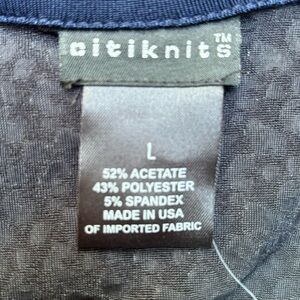 citiknits™
L
52% ACETATE
43% POLYESTER
5% SPANDEX
MADE IN USA
OF IMPORTED FABRIC